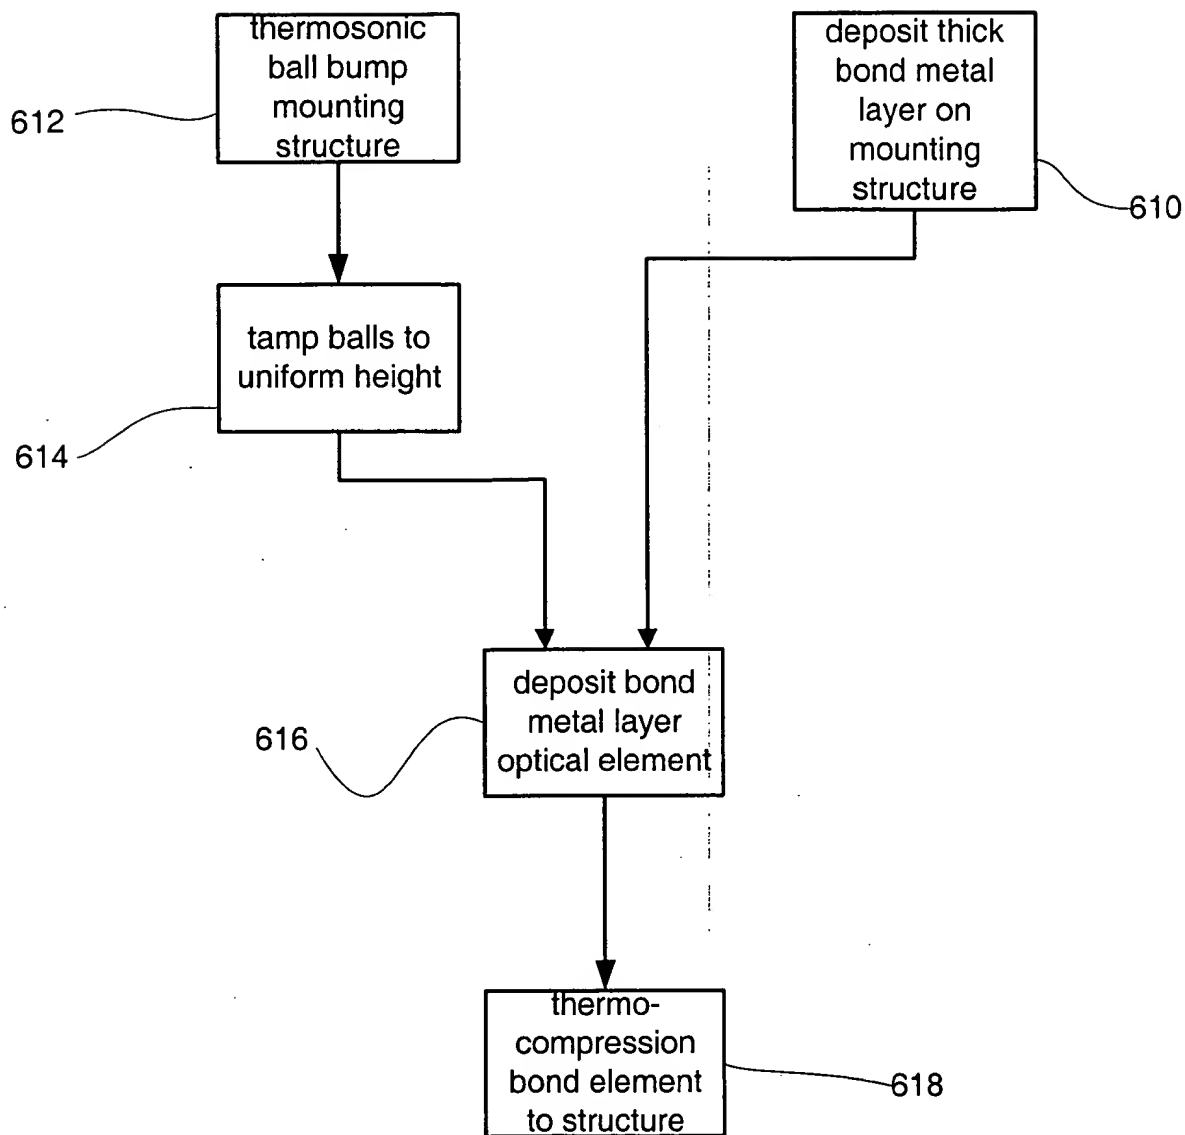 thermosonic
ball bump
mounting
structure
612
deposit thick
bond metal
layer on
mounting
structure
610
tamp balls to
uniform height
614
deposit bond
metal layer
optical element
616
thermo-
compression
bond element
to structure
618